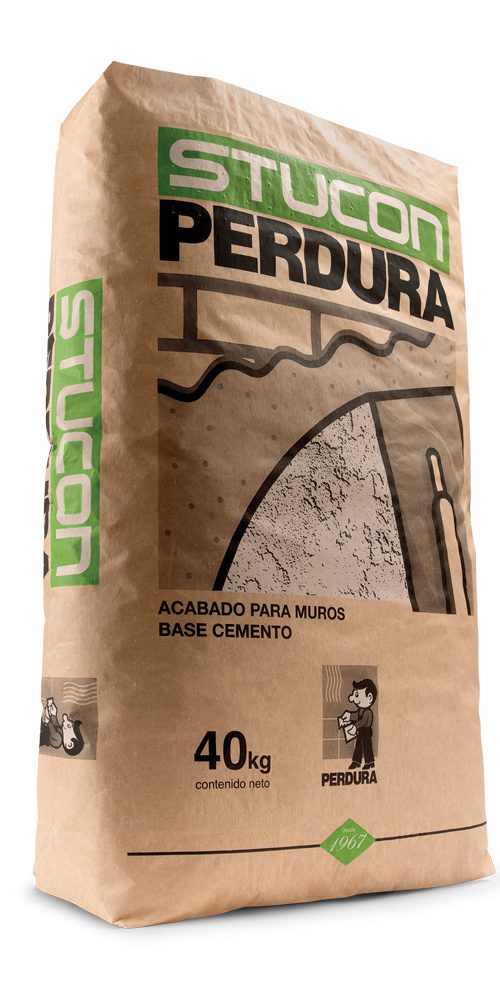 STUCON
PERDURA
ACABADO PARA MUROS
BASE CEMENTO
40kg
contenido neto
PERDURA
Desde
1967
STUCON